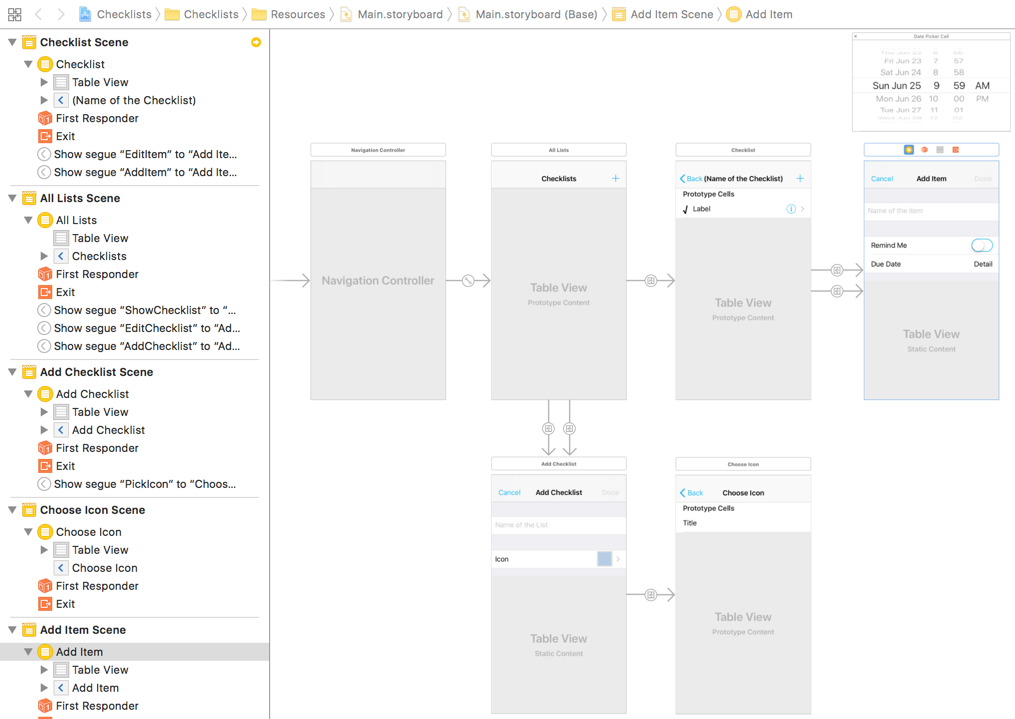 Checklists Checklists Resources Main.storyboard Main.storyboard (Base) Add Item Scene Add Item
Checklist Scene
Checklist
Table View
(Name of the Checklist)
First Responder
Exit
Show segue “EditItem” to “Add Ite...
Show segue “AddItem” to “Add Ite...
All Lists Scene
All Lists
Table View
Checklists
First Responder
Exit
Show segue “ShowChecklist” to “...
Show segue “EditChecklist” to “Ad...
Show segue “AddChecklist” to “Ad...
Add Checklist Scene
Add Checklist
Table View
Add Checklist
First Responder
Exit
Show segue “PickIcon” to “Choos...
Choose Icon Scene
Choose Icon
Table View
Choose Icon
First Responder
Exit
Add Item Scene
Add Item
Table View
Add Item
First Responder
Date Picker Cell
Fri Jun 23 7 57
Sat Jun 24 8 58
Sun Jun 25 9 59 AM
Mon Jun 26 10 00 PM
Tue Jun 27 11 01
Navigation Controller
Navigation Controller
All Lists
Checklists +
Table View
Prototype Content
Checklist
Back (Name of the Checklist) +
Prototype Cells
√ Label
Table View
Prototype Content
Cancel Add Item Done
Name of the Item
Remind Me
Due Date Detail
Table View
Static Content
Add Checklist
Cancel Add Checklist Done
Name of the List
Icon
Table View
Static Content
Choose Icon
Back Choose Icon
Prototype Cells
Title
Table View
Prototype Content